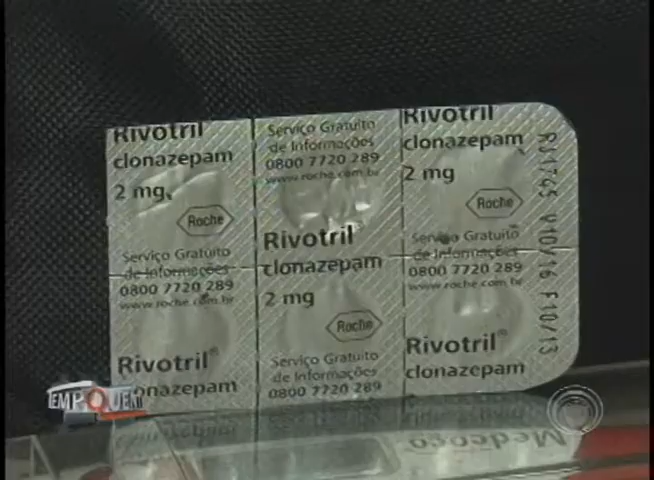 Rivotril
clonazepam
2 mg
Roche
Serviço Gratuito
de Informações
0800 7720 289
www.roche.com.br
Rivotril®
clonazepam
Serviço Gratuito
de Informações
0800 7720 289
www.roche.com.br
Rivotril
clonazepam
2 mg
Roche
Serviço Gratuito
de Informações
0800 7720 289
Rivotril
clonazepam
2 mg
Roche
Serviço Gratuito
de Informações
0800 7720 289
www.roche.com.br
Rivotril®
clonazepam
RJ1745 V10/16 F10/13